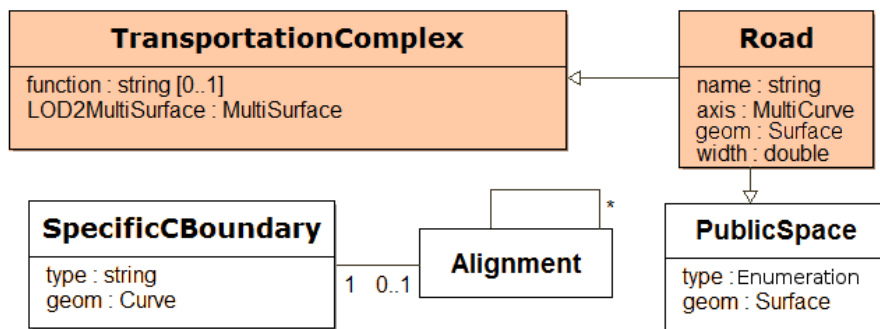 TransportationComplex
function : string [0..1]
LOD2MultiSurface : MultiSurface
Road
name : string
axis : MultiCurve
geom : Surface
width : double
SpecificCBoundary
type : string
geom : Curve
1 0..1
Alignment
*
PublicSpace
type : Enumeration
geom : Surface